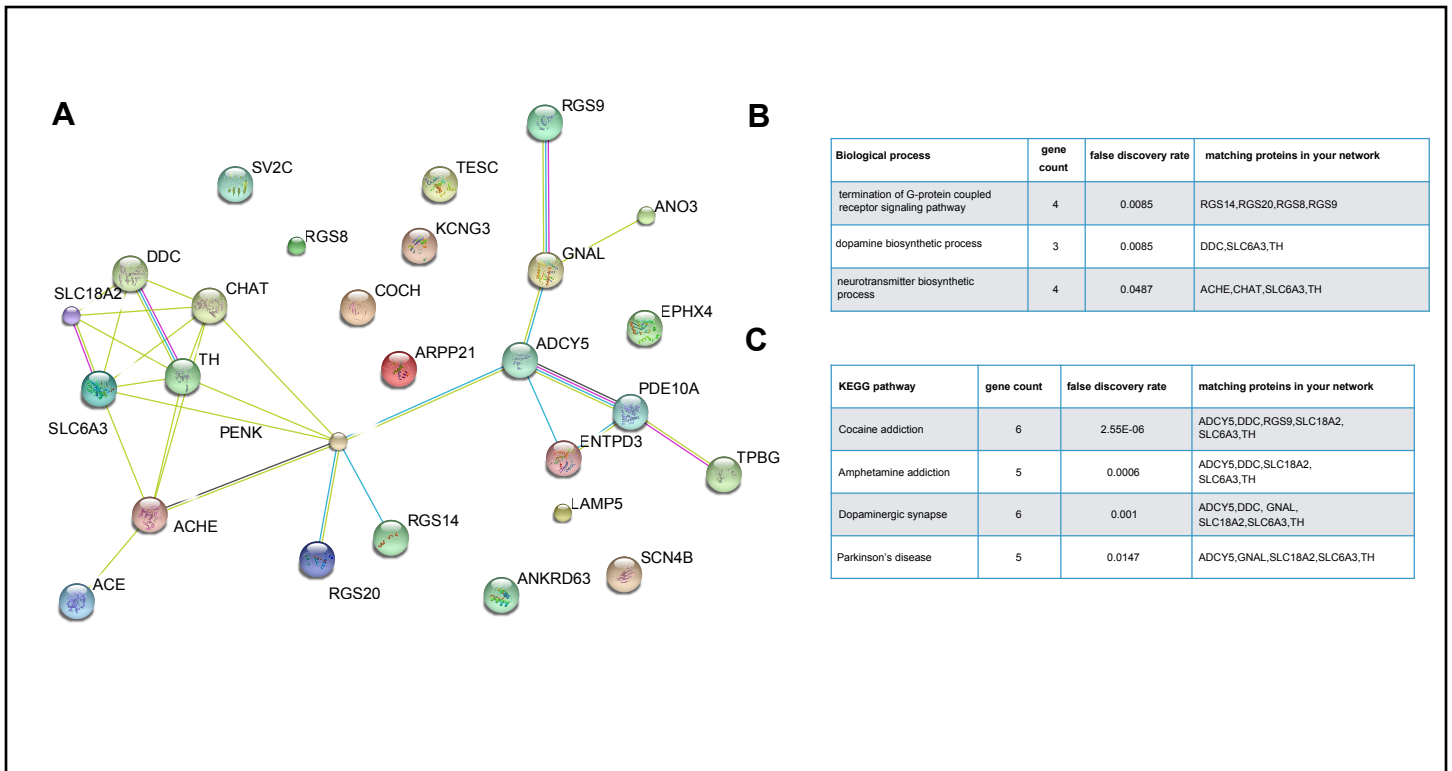 A
RGS9
SV2C
TESC
ANO3
RGS8
KCNG3
DDC
GNAL
SLC18A2
CHAT
COCH
EPHX4
TH
ARPP21
ADCY5
PDE10A
SLC6A3
PENK
ENTPD3
TPBG
LAMP5
ACHE
RGS14
SCN4B
ACE
RGS20
ANKRD63
B
Biological process gene count false discovery rate matching proteins in your network
termination of G-protein coupled
receptor signaling pathway 4 0.0085 RGS14,RGS20,RGS8,RGS9
dopamine biosynthetic process 3 0.0085 DDC,SLC6A3,TH
neurotransmitter biosynthetic
process 4 0.0487 ACHE,CHAT,SLC6A3,TH
C
KEGG pathway gene count false discovery rate matching proteins in your network
Cocaine addiction 6 2.55E-06 ADCY5,DDC,RGS9,SLC18A2,
SLC6A3,TH
Amphetamine addiction 5 0.0006 ADCY5,DDC,SLC18A2,
SLC6A3,TH
Dopaminergic synapse 6 0.001 ADCY5,DDC, GNAL,
SLC18A2,SLC6A3,TH
Parkinson's disease 5 0.0147 ADCY5,GNAL,SLC18A2,SLC6A3,TH